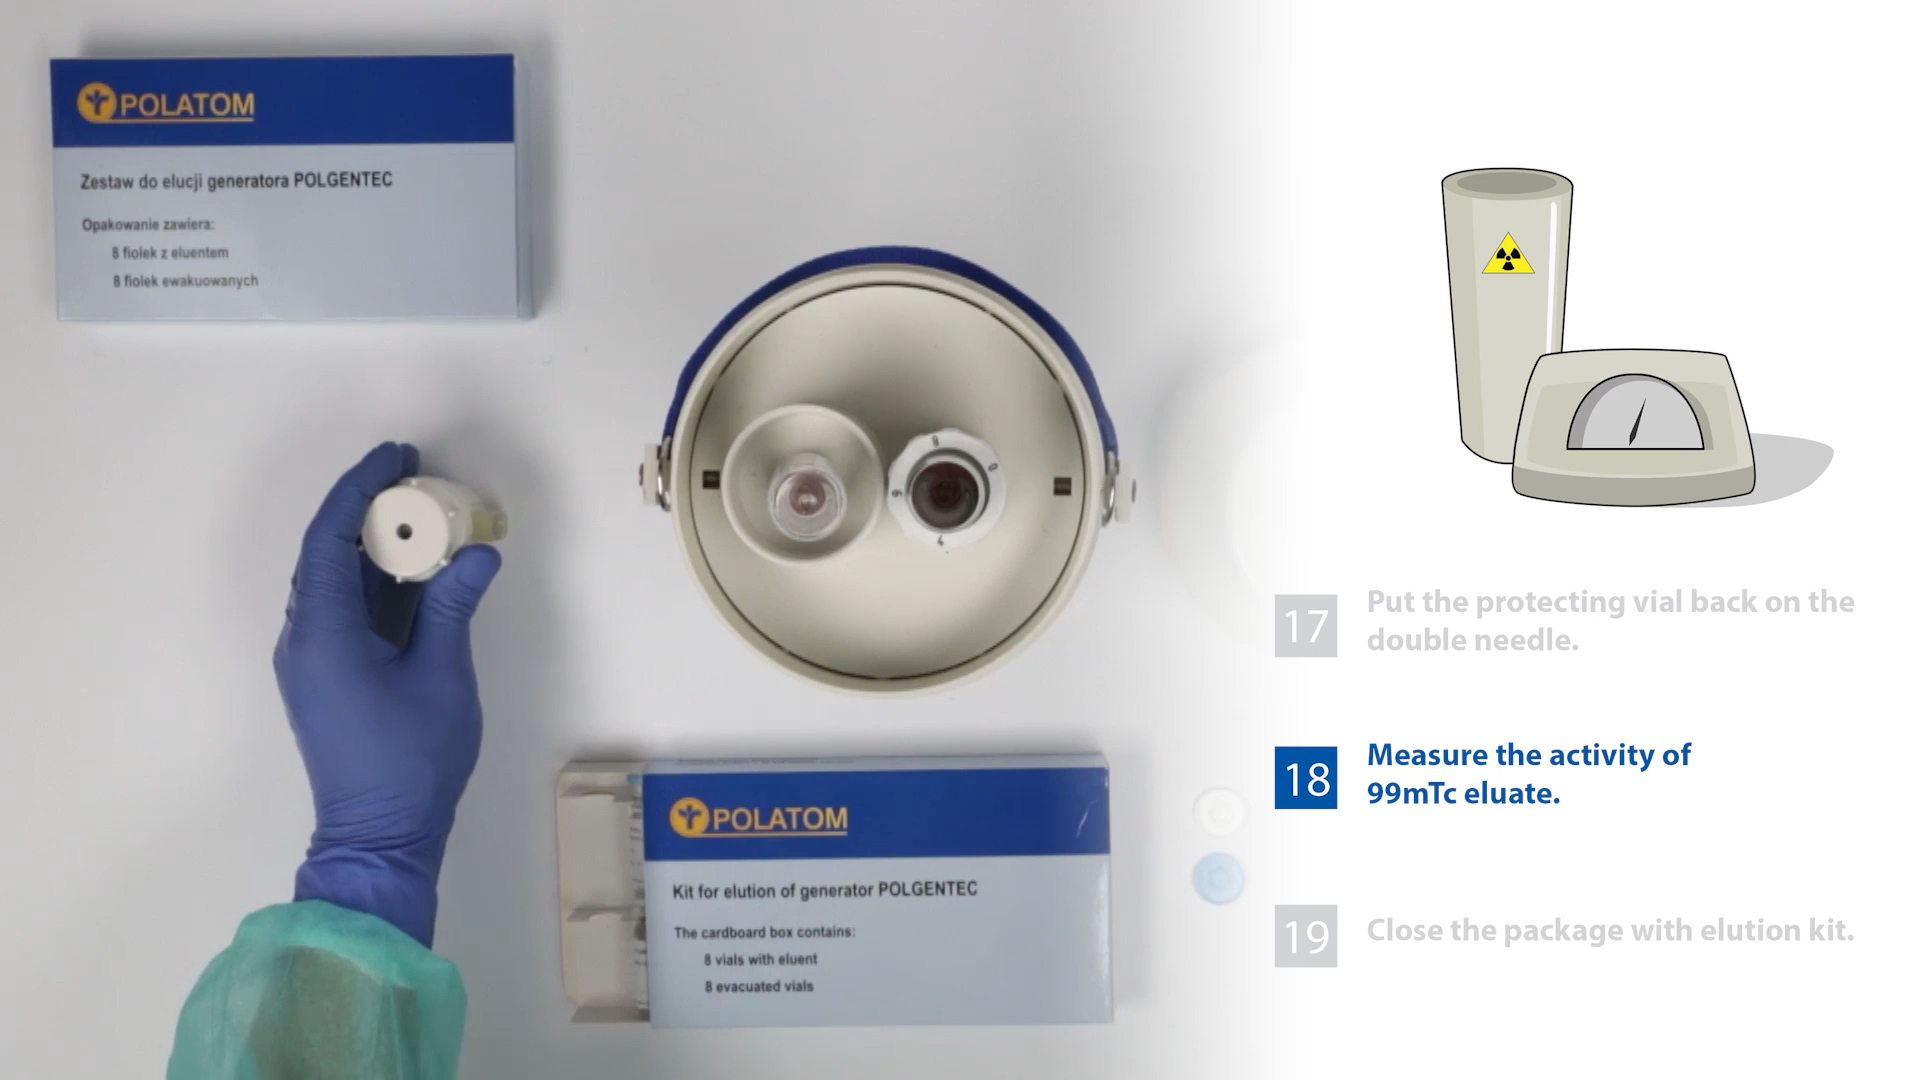 POLATOM
Zestaw do elucji generatora POLGENTEC
Opakowanie zawiera:
8 fiolek z eluentem
8 fiolek ewakuowanych
POLATOM
Kit for elution of generator POLGENTEC
The cardboard box contains:
8 vials with eluent
8 evacuated vials
17 Put the protecting vial back on the
double needle.
18 Measure the activity of
99mTc eluate.
19 Close the package with elution kit.